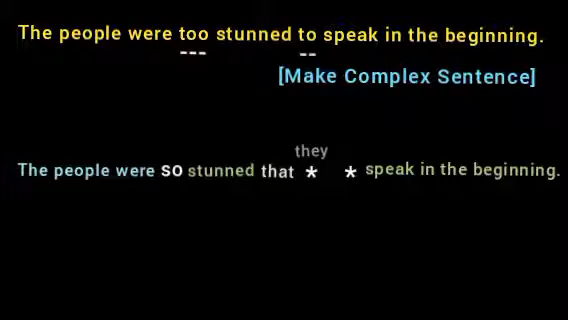 The people were too stunned to speak in the beginning.
[Make Complex Sentence]
they
The people were so stunned that * * speak in the beginning.